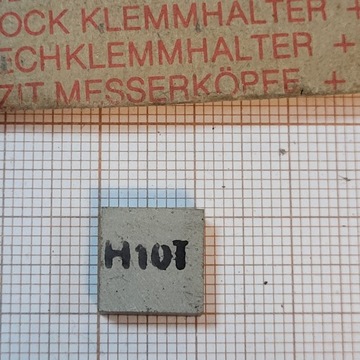 OCK KLEMMHALTER +
ECHKLEMMHALTER +
ZIT MESSERKÖPFE +
H10T